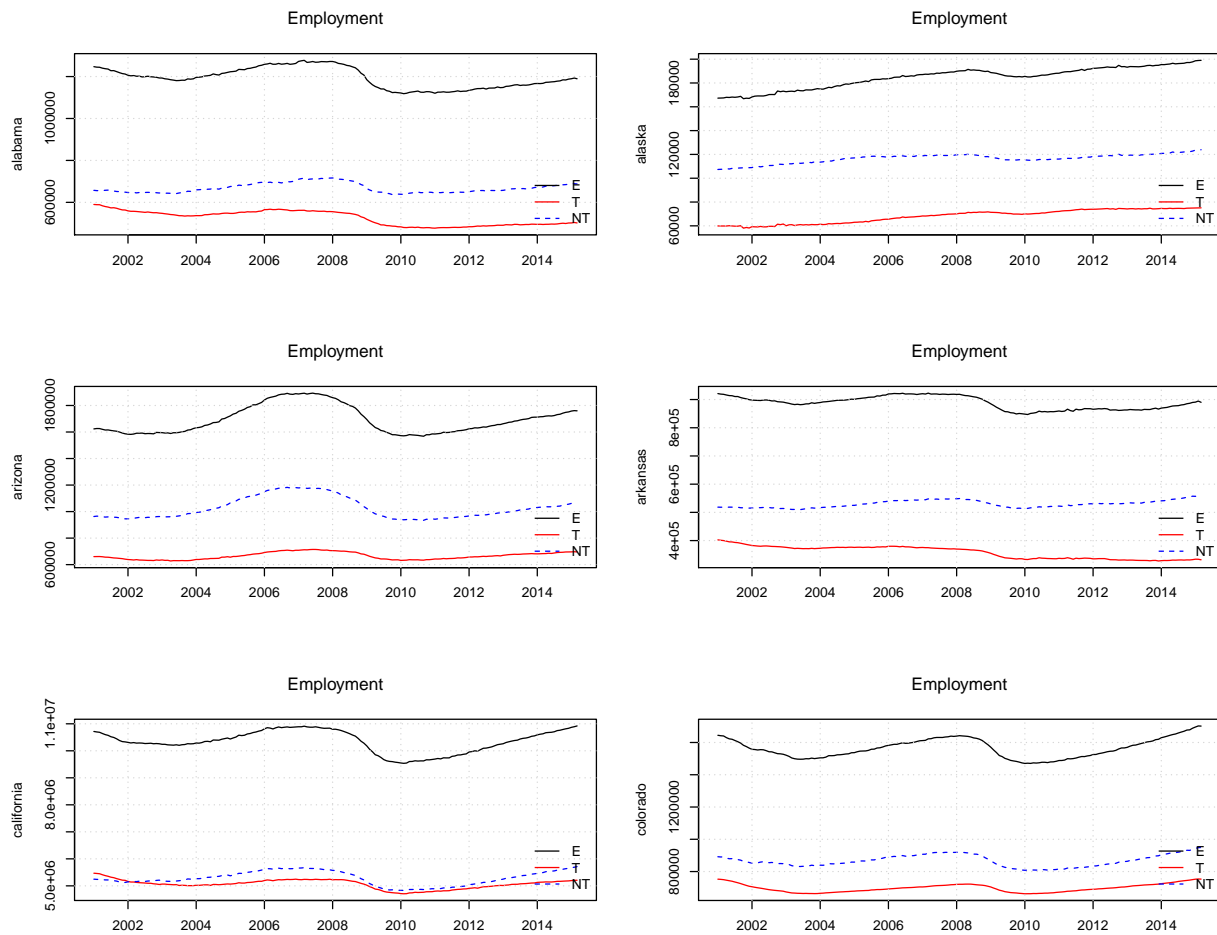 Employment
alabama
600000 1000000
E
T
NT
2002 2004 2006 2008 2010 2012 2014
Employment
alaska
60000 120000 180000
E
T
NT
2002 2004 2006 2008 2010 2012 2014
Employment
arizona
600000 1200000 1800000
E
T
NT
2002 2004 2006 2008 2010 2012 2014
Employment
arkansas
4e+05 6e+05 8e+05
E
T
NT
2002 2004 2006 2008 2010 2012 2014
Employment
california
5.0e+06 8.0e+06 1.1e+07
E
T
NT
2002 2004 2006 2008 2010 2012 2014
Employment
colorado
800000 1200000
E
T
NT
2002 2004 2006 2008 2010 2012 2014